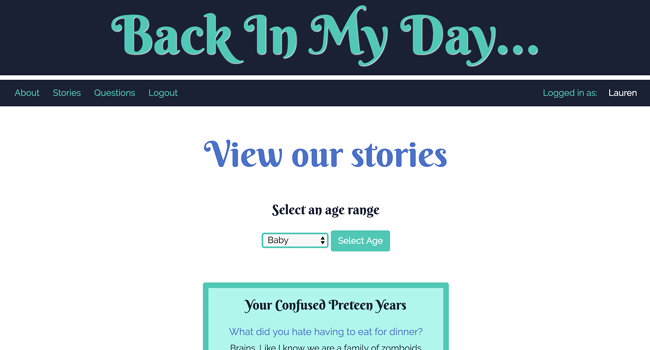 Back In My Day...
About Stories Questions Logout Logged in as: Lauren
View our stories
Select an age range
Baby Select Age
Your Confused Preteen Years
What did you hate having to eat for dinner?
Brains. Like I know we are a family of zomboids